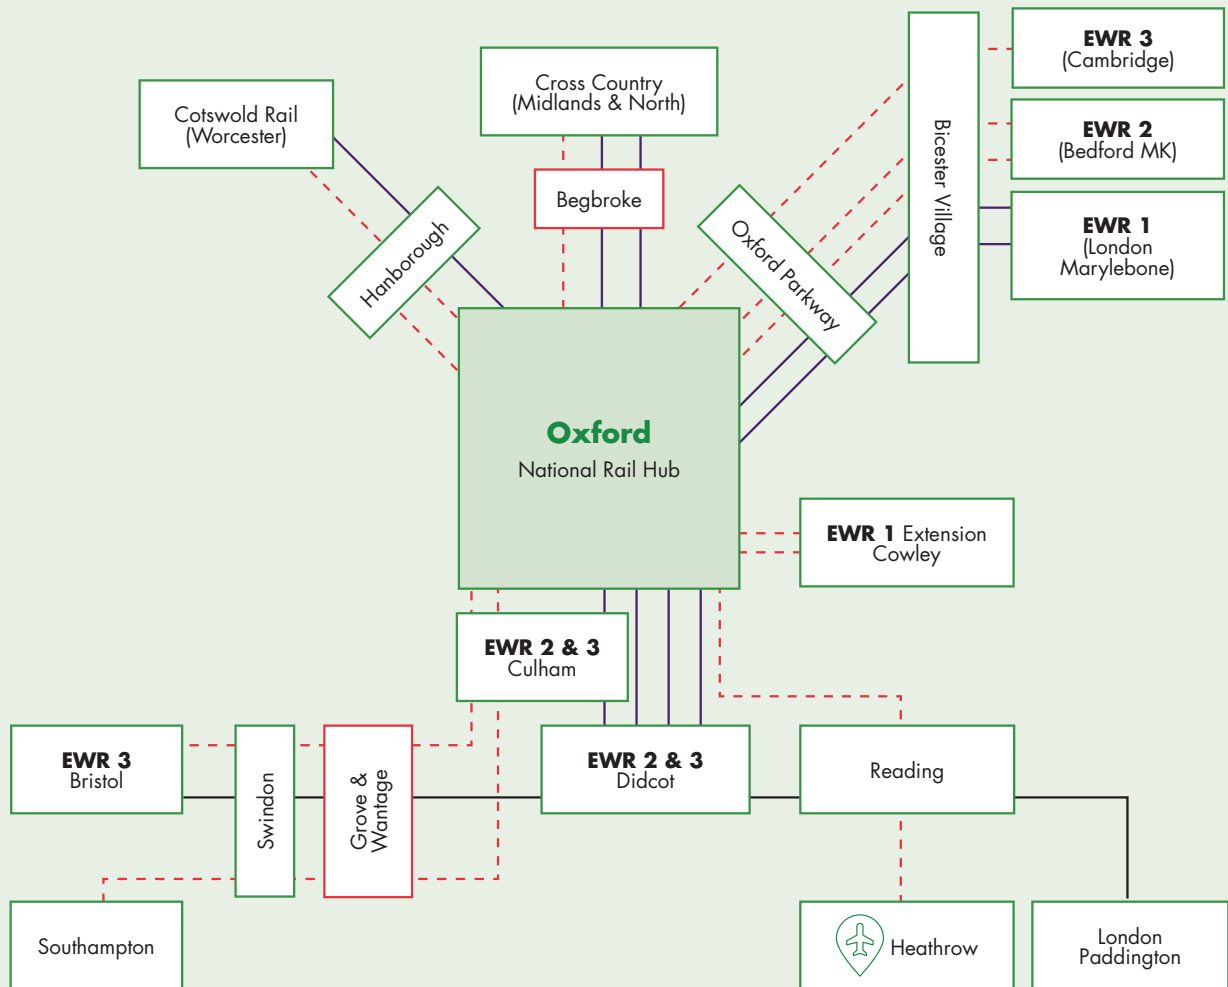 Cotswold Rail
(Worcester)
Cross Country
(Midlands & North)
EWR 3
(Cambridge)
EWR 2
(Bedford MK)
EWR 1
(London
Marylebone)
Bicester Village
Begbroke
Hanborough
Oxford Parkway
Oxford
National Rail Hub
EWR 1 Extension
Cowley
EWR 2 & 3
Culham
EWR 3
Bristol
Swindon
Grove &
Wantage
EWR 2 & 3
Didcot
Reading
Southampton
Heathrow
London
Paddington